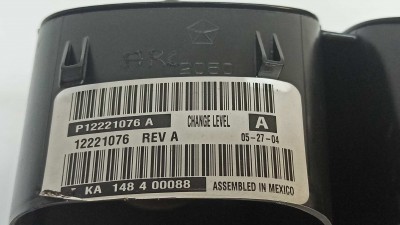 P12221076 A
CHANGE LEVEL A
12221076 REV A
05-27-04
KA 148 4 00088
ASSEMBLED IN MEXICO